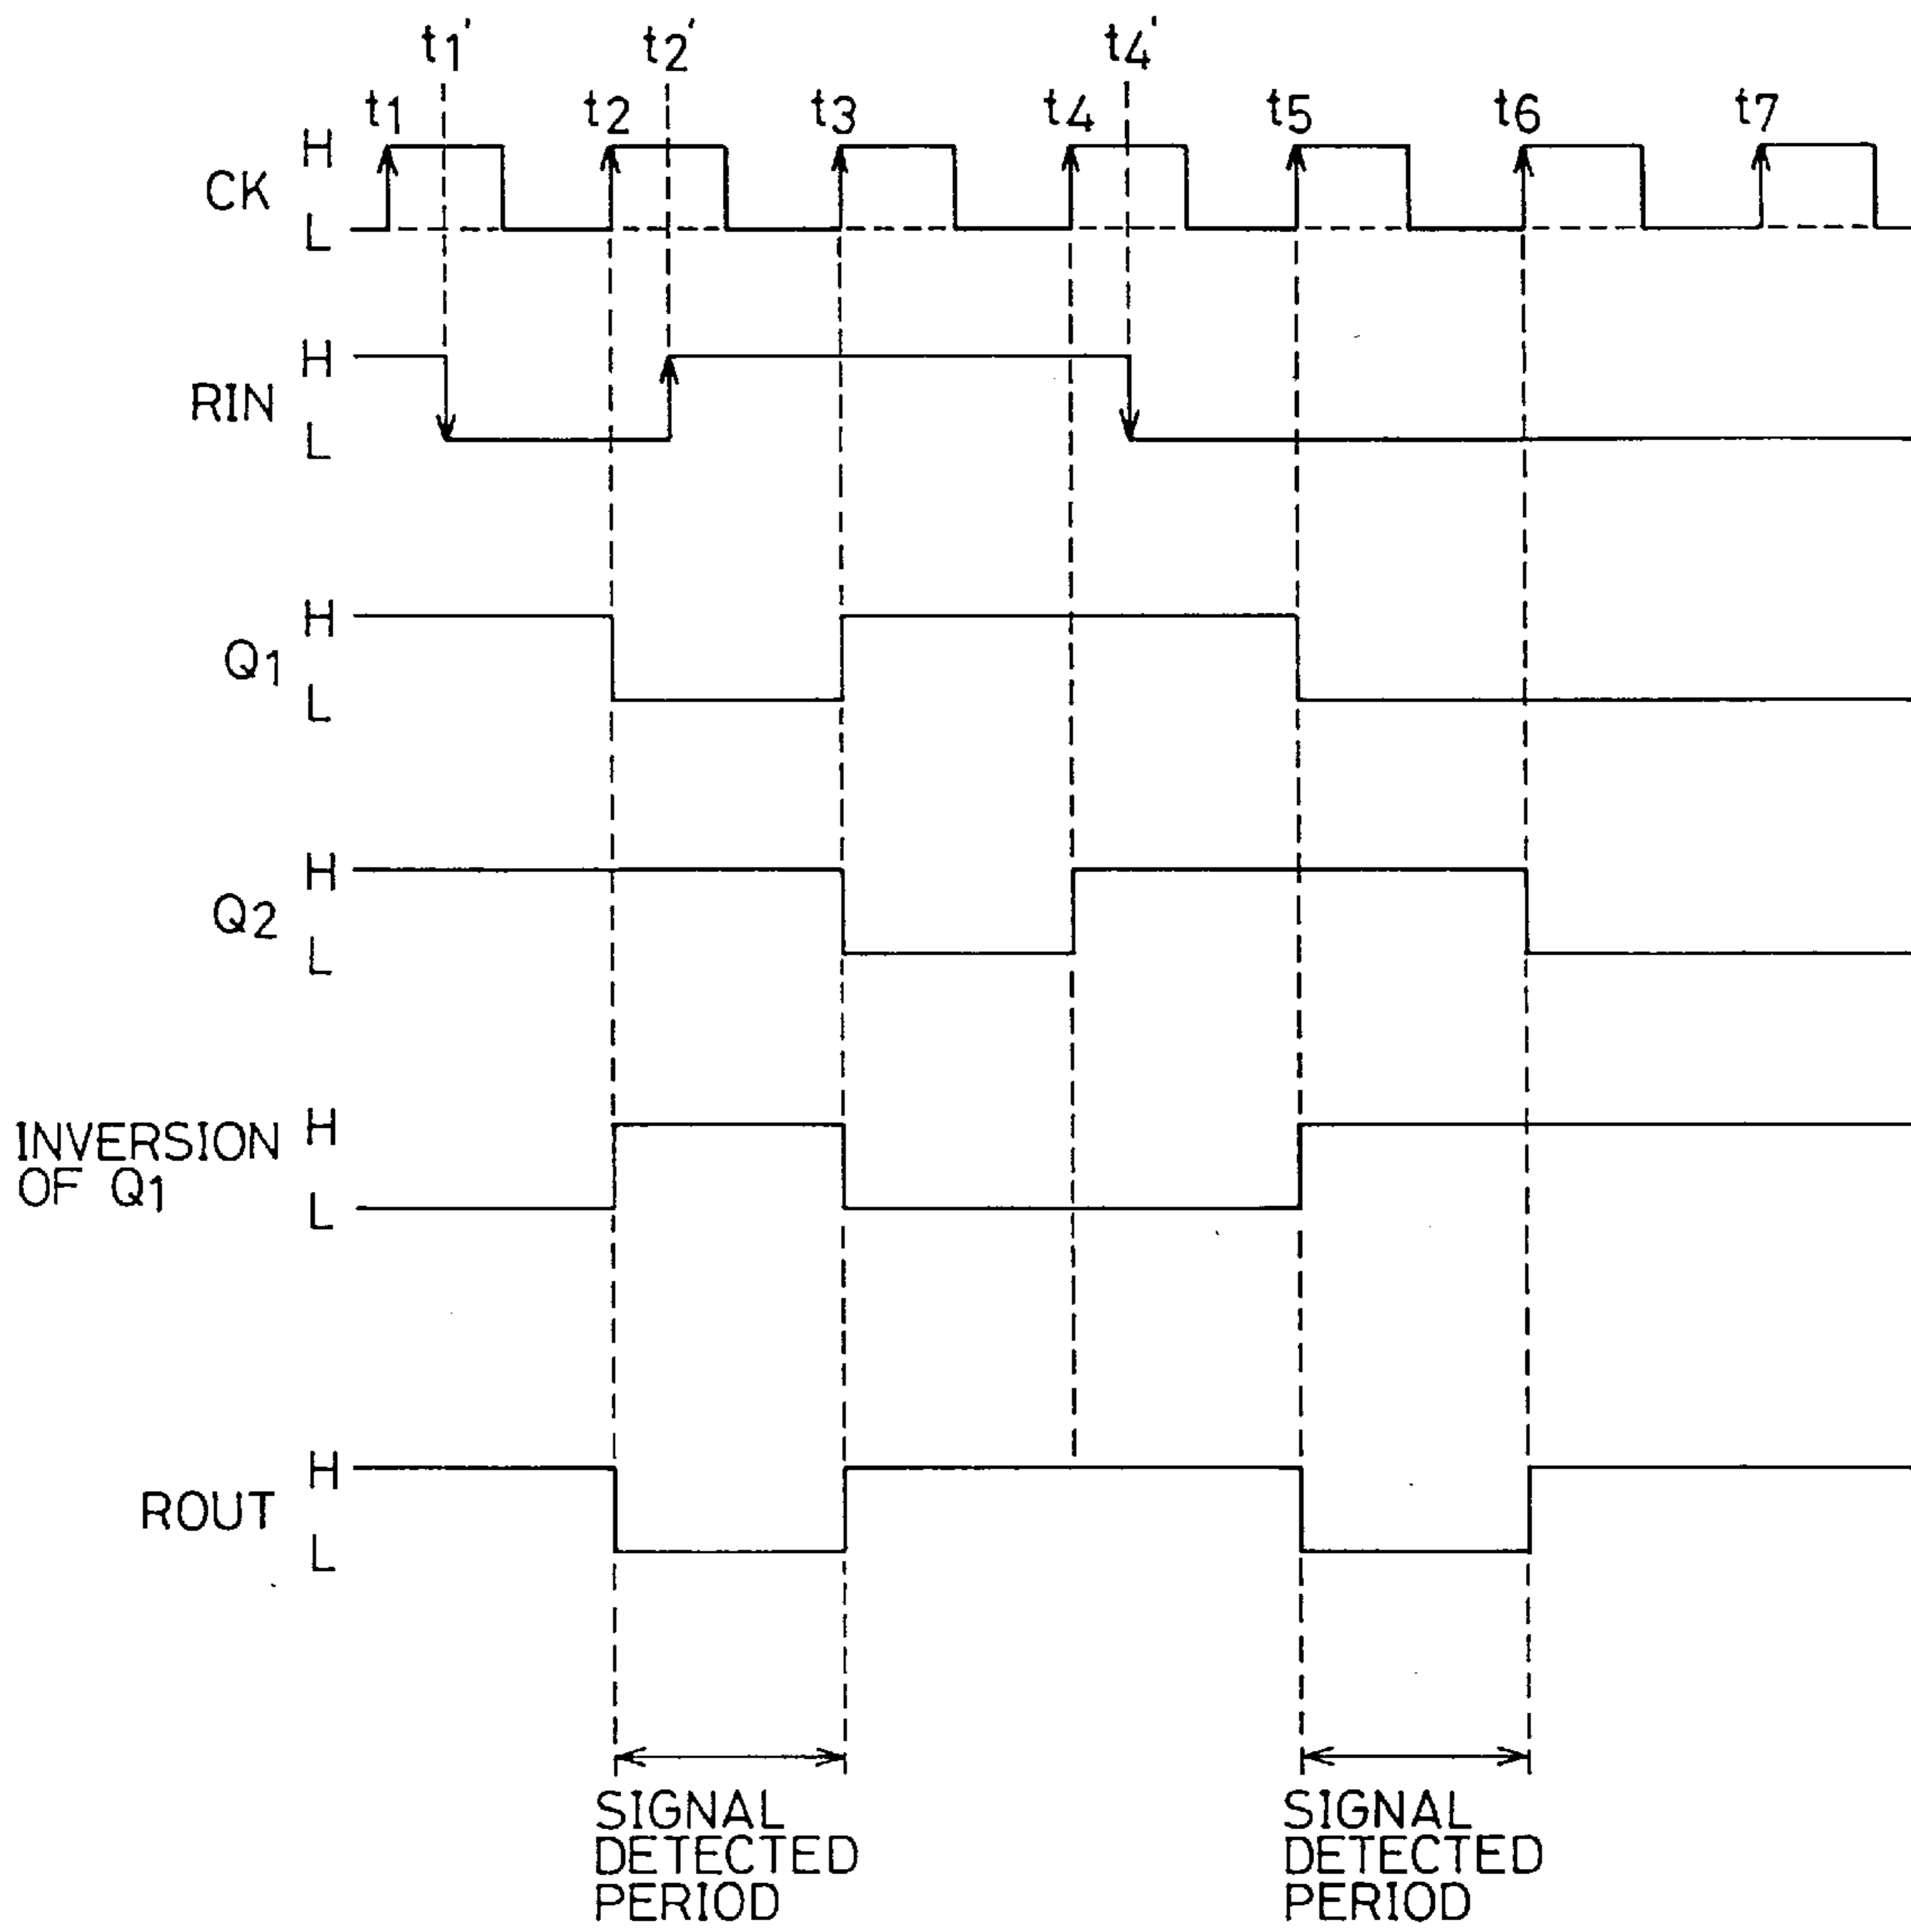 t1' t2' t4'
t1 t2 t3 t4 t5 t6 t7
H
CK
L
H
RIN
L
H
Q1
L
H
Q2
L
INVERSION H
OF Q1
L
H
ROUT
L
SIGNAL
DETECTED
PERIOD
SIGNAL
DETECTED
PERIOD